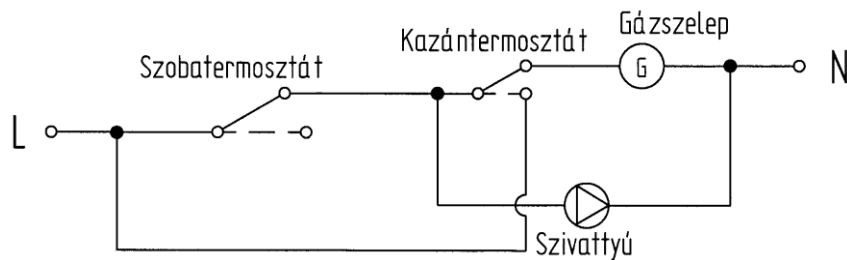 Gázszelep
Kazántermosztát
Szobatermosztát
G
N
L
Szivattyú